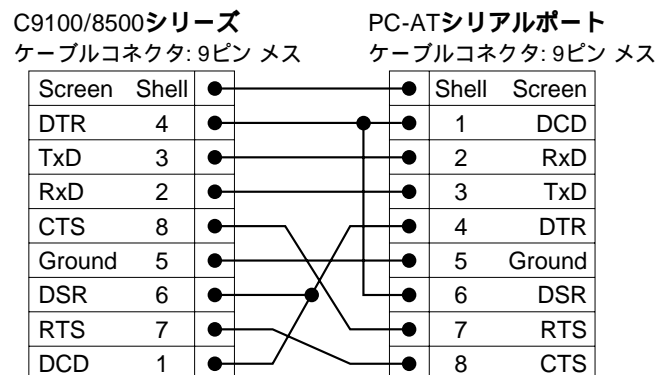 C9100/8500シリーズ PC-ATシリアルポート
ケーブルコネクタ: 9ピン メス ケーブルコネクタ: 9ピン メス
Screen Shell Shell Screen
DTR 4 1 DCD
TxD 3 2 RxD
RxD 2 3 TxD
CTS 8 4 DTR
Ground 5 5 Ground
DSR 6 6 DSR
RTS 7 7 RTS
DCD 1 8 CTS